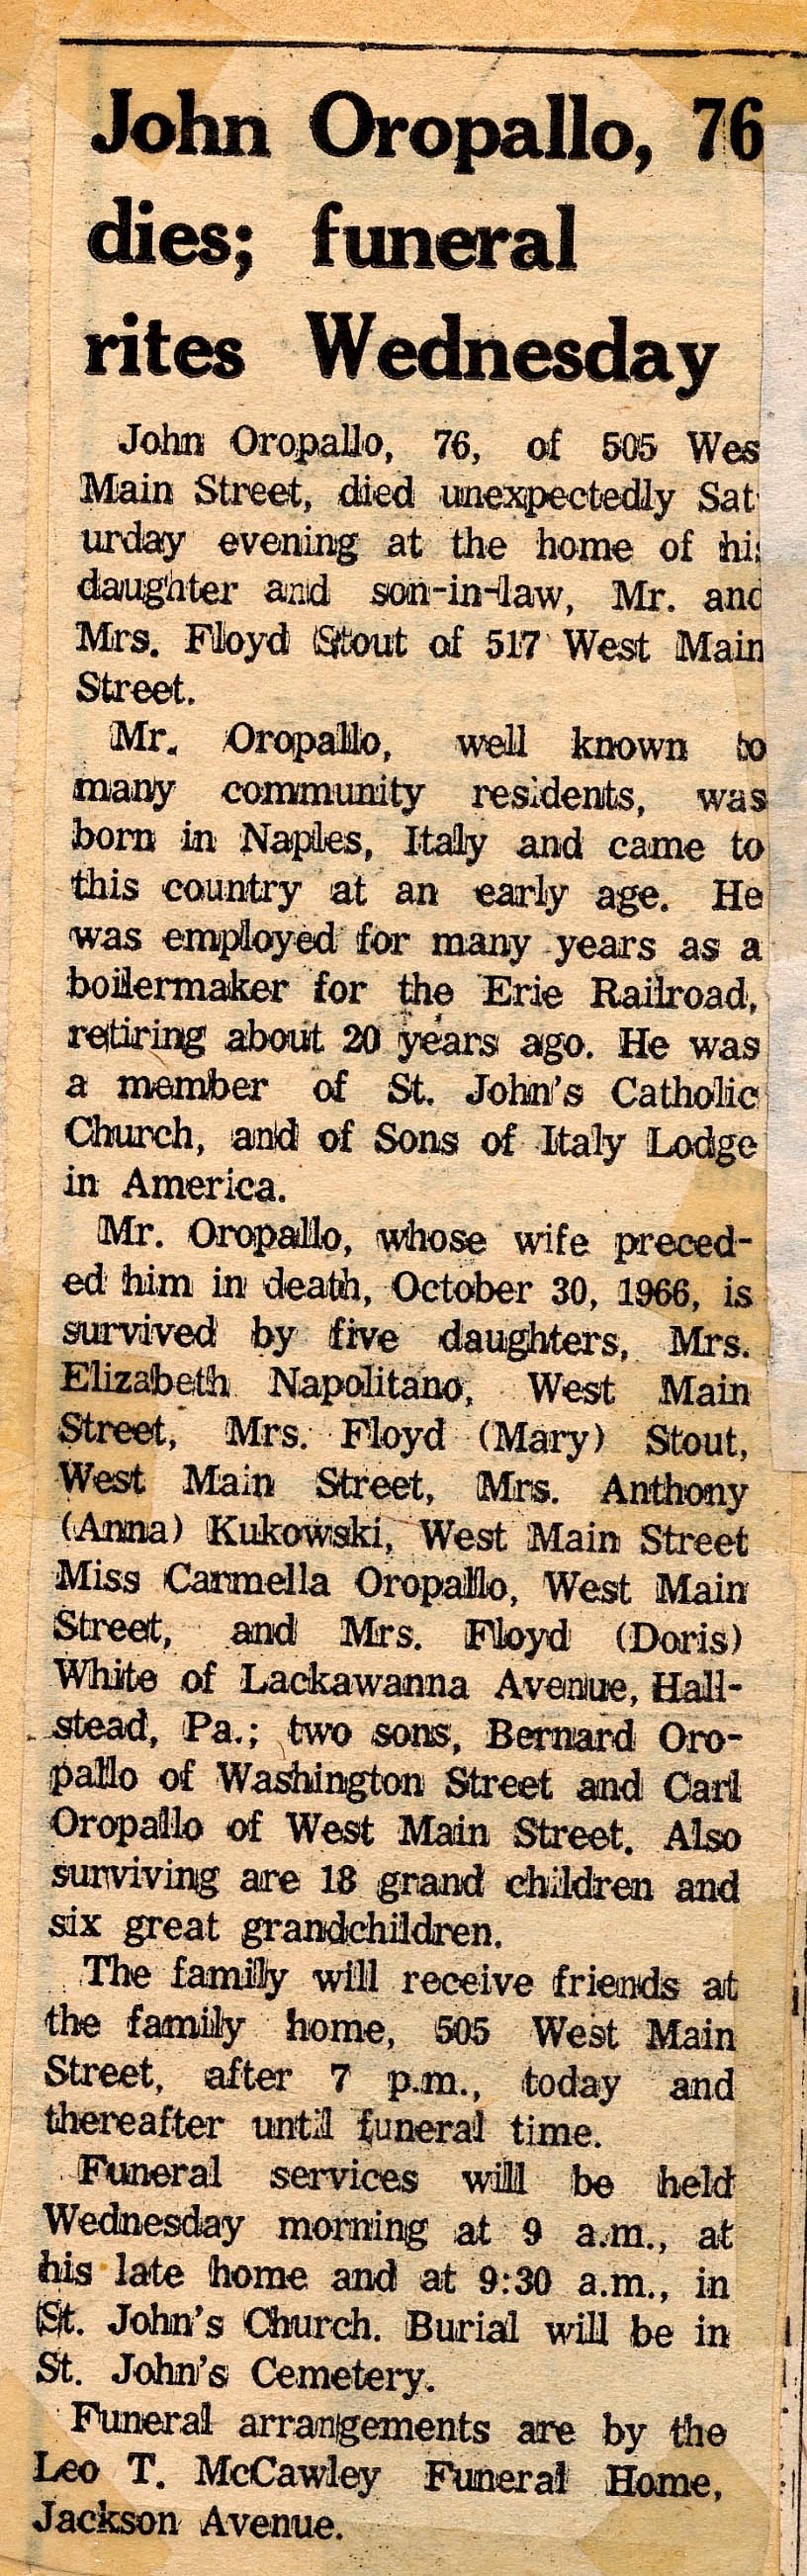 John Oropallo, 76
dies; funeral
rites Wednesday
John Oropallo, 76, of 505 Wes
Main Street, died unexpectedly Sat
urday evening at the home of his
daughter and son-in-law, Mr. and
Mrs. Floyd Stout of 517 West Main
Street.
Mr. Oropallo, well known to
many community residents, was
born in Naples, Italy and came to
this country at an early age. He
was employed for many years as a
boilermaker for the Erie Railroad,
retiring about 20 years ago. He was
a member of St. John's Catholic
Church, and of Sons of Italy Lodge
in America.
Mr. Oropallo, whose wife preced-
ed him in death, October 30, 1966, is
survived by five daughters, Mrs.
Elizabeth Napolitano, West Main
Street, Mrs. Floyd (Mary) Stout,
West Main Street, Mrs. Anthony
(Anna) Kukowski, West Main Street
Miss Carmella Oropallo, West Main
Street, and Mrs. Floyd (Doris)
White of Lackawanna Avenue, Hall-
stead, Pa.; two sons, Bernard Oro-
pallo of Washington Street and Carl
Oropallo of West Main Street. Also
surviving are 18 grand children and
six great grandchildren.
The family will receive friends at
the family home, 505 West Main
Street, after 7 p.m., today and
thereafter until funeral time.
Funeral services will be held
Wednesday morning at 9 a.m., at
his late home and at 9:30 a.m., in
St. John's Church. Burial will be in
St. John's Cemetery.
Funeral arrangements are by the
Leo T. McCawley Funeral Home,
Jackson Avenue.